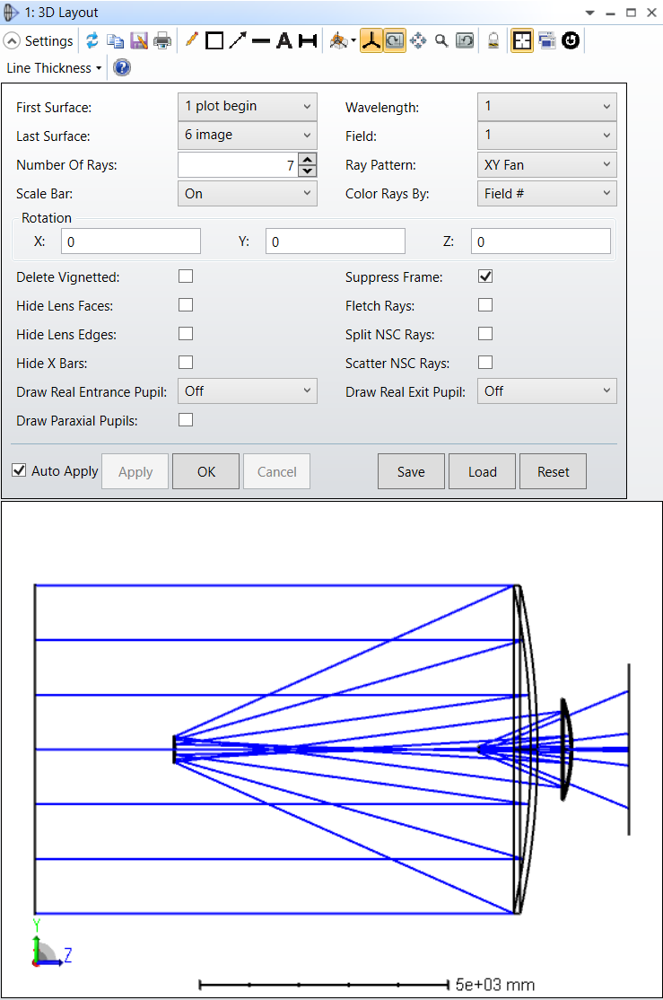 1: 3D Layout
Settings
Line Thickness
First Surface: 1 plot begin Wavelength: 1
Last Surface: 6 image Field: 1
Number Of Rays: 7 Ray Pattern: XY Fan
Scale Bar: On Color Rays By: Field #
Rotation
X: 0 Y: 0 Z: 0
Delete Vignetted: Suppress Frame:
Hide Lens Faces: Fletch Rays:
Hide Lens Edges: Split NSC Rays:
Hide X Bars: Scatter NSC Rays:
Draw Real Entrance Pupil: Off Draw Real Exit Pupil: Off
Draw Paraxial Pupils:
Auto Apply Apply OK Cancel Save Load Reset
Y
Z
5e+03 mm